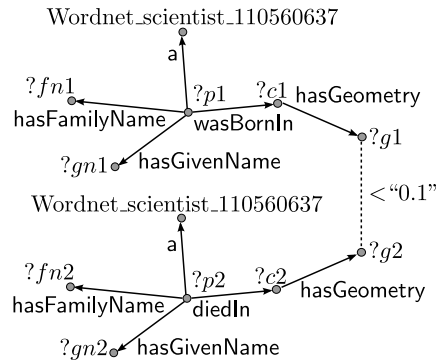 Wordnet_scientist_110560637
a
?fn1 ?p1 ?c1 hasGeometry
hasFamilyName wasBornIn ?g1
?gn1 hasGivenName
< "0.1"
Wordnet_scientist_110560637
a
?fn2 ?p2 ?c2 ?g2
hasFamilyName diedIn hasGeometry
?gn2 hasGivenName